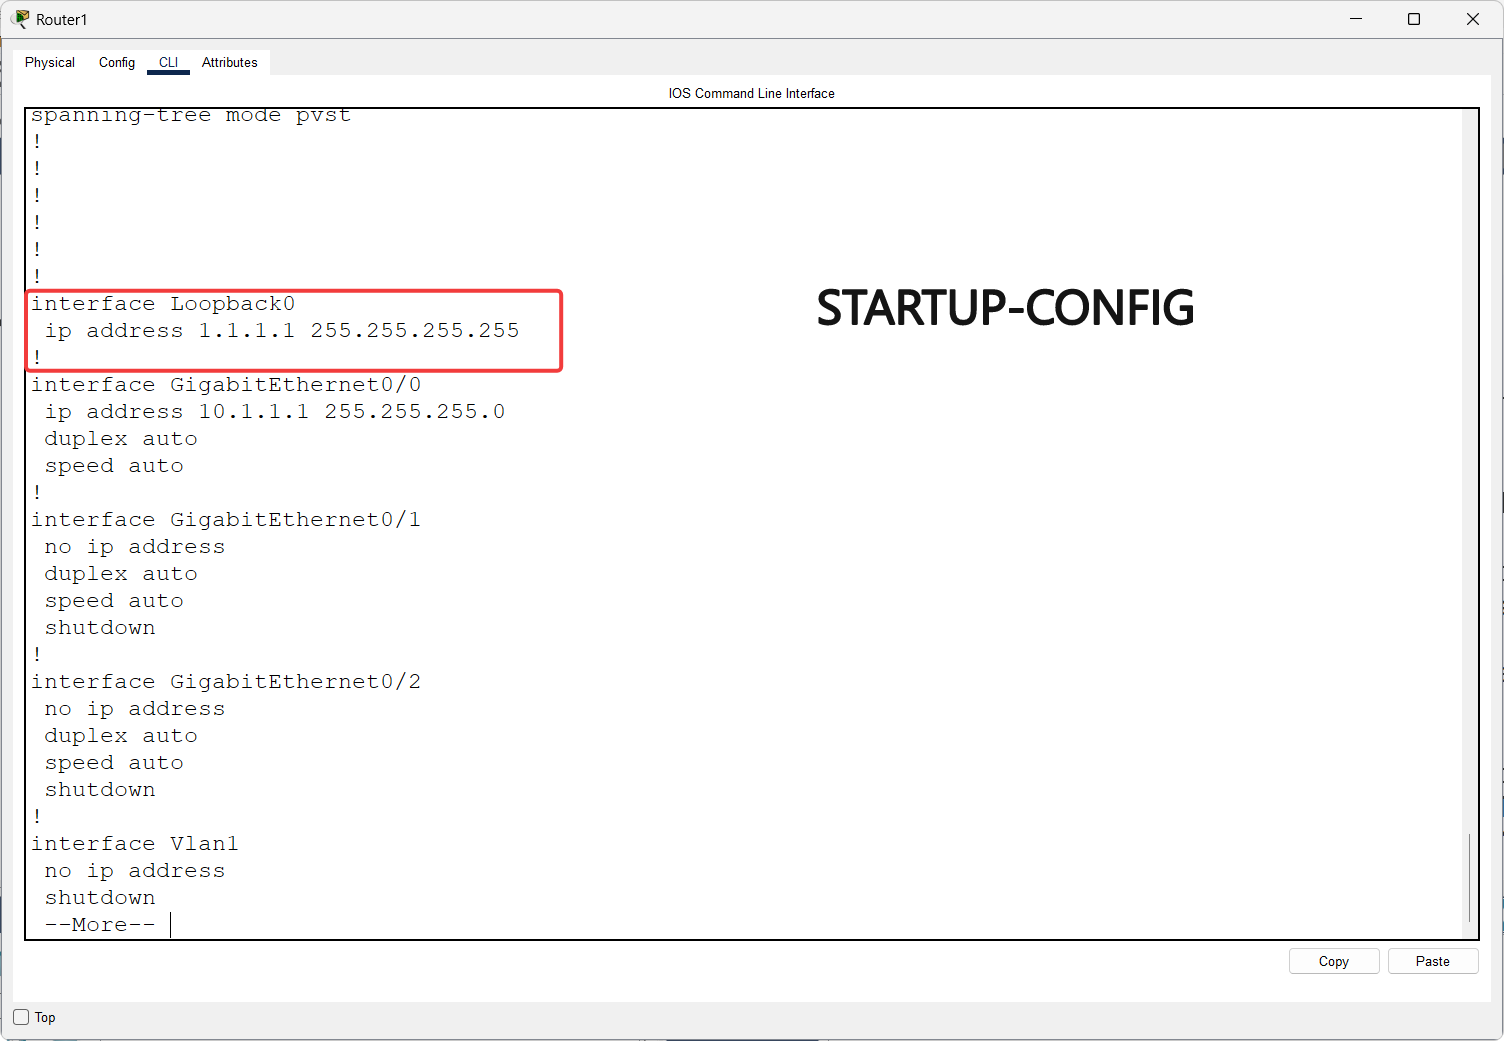 Router1
Physical Config CLI Attributes
IOS Command Line Interface
spanning-tree mode pvst
!
!
!
!
!
!
interface Loopback0
ip address 1.1.1.1 255.255.255.255
!
STARTUP-CONFIG
interface GigabitEthernet0/0
ip address 10.1.1.1 255.255.255.0
duplex auto
speed auto
!
interface GigabitEthernet0/1
no ip address
duplex auto
speed auto
shutdown
!
interface GigabitEthernet0/2
no ip address
duplex auto
speed auto
shutdown
!
interface Vlan1
no ip address
shutdown
--More--
Copy Paste
Top